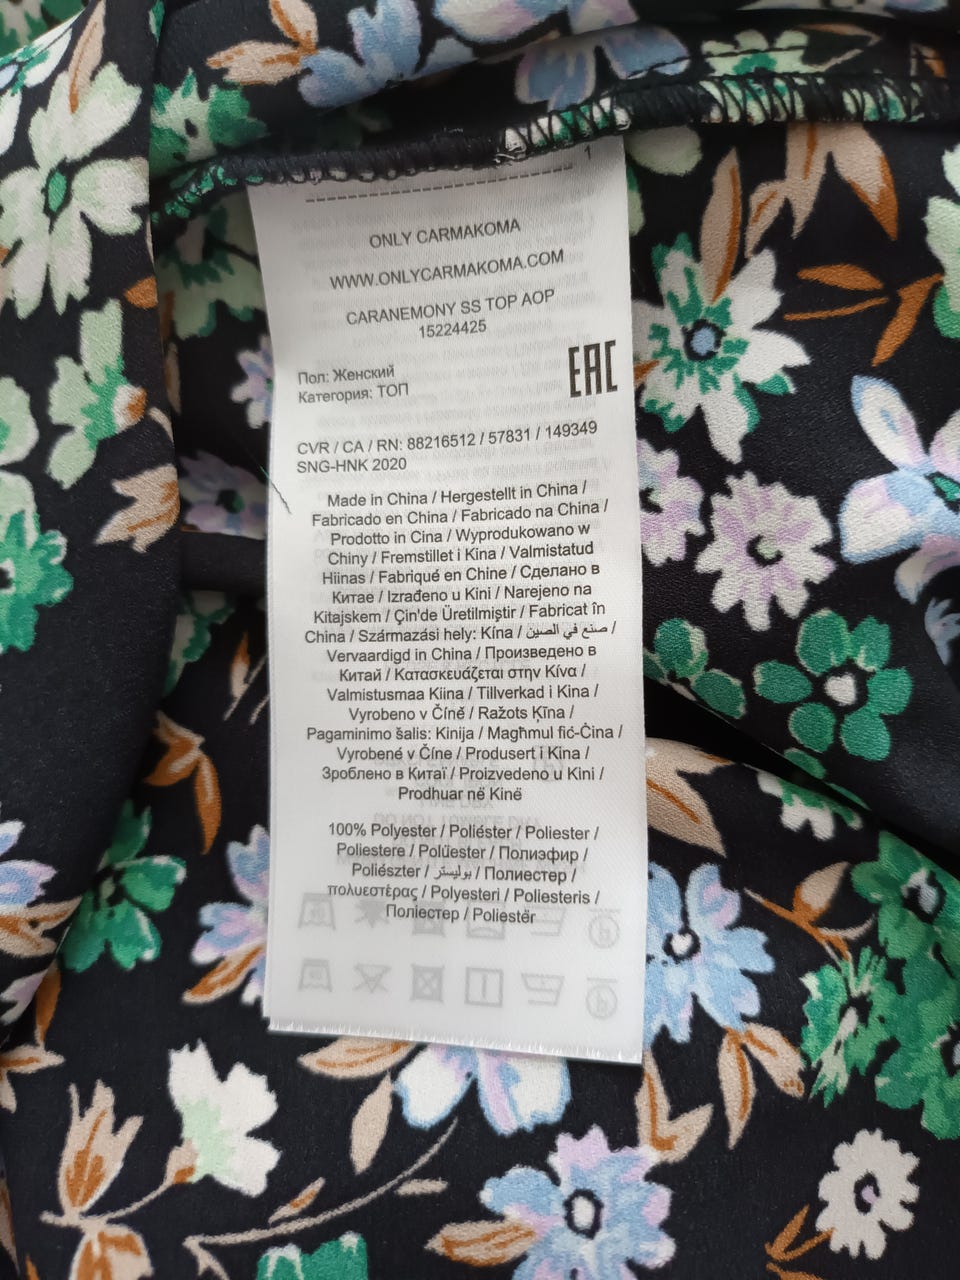 1
ONLY CARMAKOMA
WWW.ONLYCARMAKOMA.COM
CARANEMONY SS TOP AOP
15224425
Пол: Женский
Категория: ТОП
EAC
CVR / CA / RN: 88216512 / 57831 / 149349
SNG-HNK 2020
Made in China / Hergestellt in China /
Fabricado en China / Fabricado na China /
Prodotto in Cina / Wyprodukowano w
Chiny / Fremstillet i Kina / Valmistatud
Hiinas / Fabriqué en Chine / Сделано в
Китае / Izrađeno u Kini / Narejeno na
Kitajskem / Çin'de Üretilmiştir / Fabricat în
China / Származási hely: Kína / صنع في الصين /
Vervaardigd in China / Произведено в
Китай / Κατασκευάζεται στην Κίνα /
Valmistusmaa Kiina / Tillverkad i Kina /
Vyrobeno v Číně / Ražots Ķīna /
Pagaminimo šalis: Kinija / Magħmul fiċ-Ċina /
Vyrobené v Číne / Produsert i Kina /
Зроблено в Китаї / Proizvedeno u Kini /
Prodhuar në Kinë
100% Polyester / Poliéster / Poliester /
Poliestere / Polüester / Полиэфир /
Poliészter / بوليستر / Полиестер /
πολυεστέρας / Polyesteri / Poliesteris /
Поліестер / Poliestër